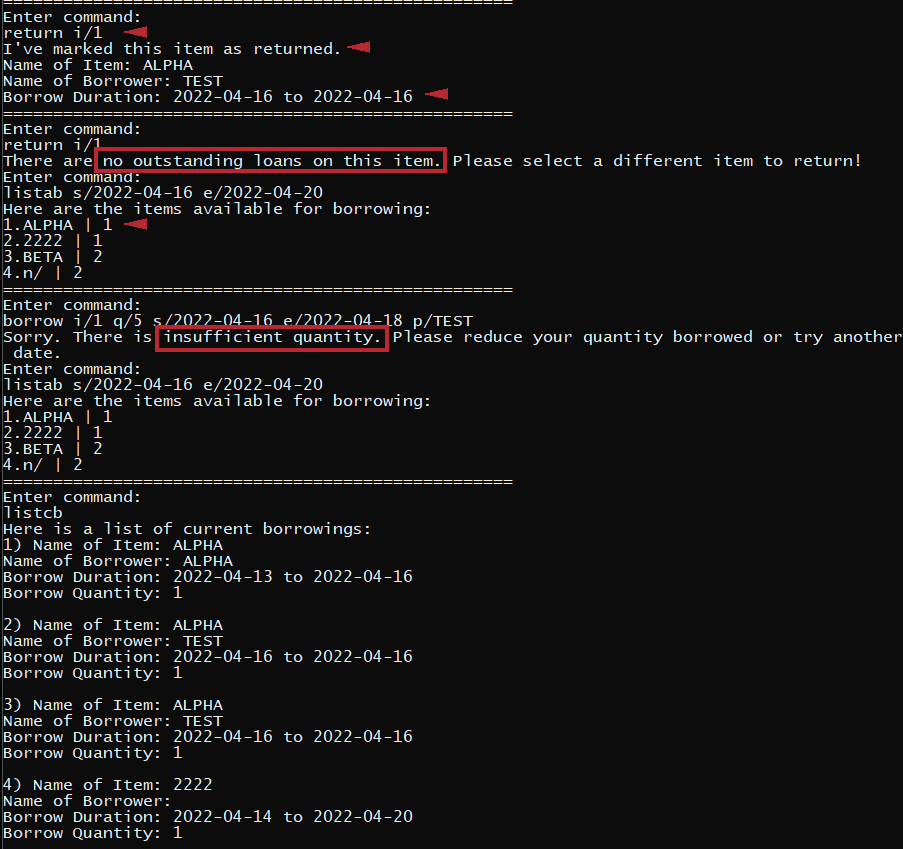 ==================================================
Enter command:
return i/1
I've marked this item as returned.
Name of Item: ALPHA
Name of Borrower: TEST
Borrow Duration: 2022-04-16 to 2022-04-16
==================================================
Enter command:
return i/1
There are no outstanding loans on this item. Please select a different item to return!
Enter command:
listab s/2022-04-16 e/2022-04-20
Here are the items available for borrowing:
1.ALPHA | 1
2.2222 | 1
3.BETA | 2
4.n/ | 2
==================================================
Enter command:
borrow i/1 q/5 s/2022-04-16 e/2022-04-18 p/TEST
Sorry. There is insufficient quantity. Please reduce your quantity borrowed or try another
 date.
Enter command:
listab s/2022-04-16 e/2022-04-20
Here are the items available for borrowing:
1.ALPHA | 1
2.2222 | 1
3.BETA | 2
4.n/ | 2
==================================================
Enter command:
listcb
Here is a list of current borrowings:
1) Name of Item: ALPHA
Name of Borrower: ALPHA
Borrow Duration: 2022-04-13 to 2022-04-16
Borrow Quantity: 1

2) Name of Item: ALPHA
Name of Borrower: TEST
Borrow Duration: 2022-04-16 to 2022-04-16
Borrow Quantity: 1

3) Name of Item: ALPHA
Name of Borrower: TEST
Borrow Duration: 2022-04-16 to 2022-04-16
Borrow Quantity: 1

4) Name of Item: 2222
Name of Borrower:
Borrow Duration: 2022-04-14 to 2022-04-20
Borrow Quantity: 1